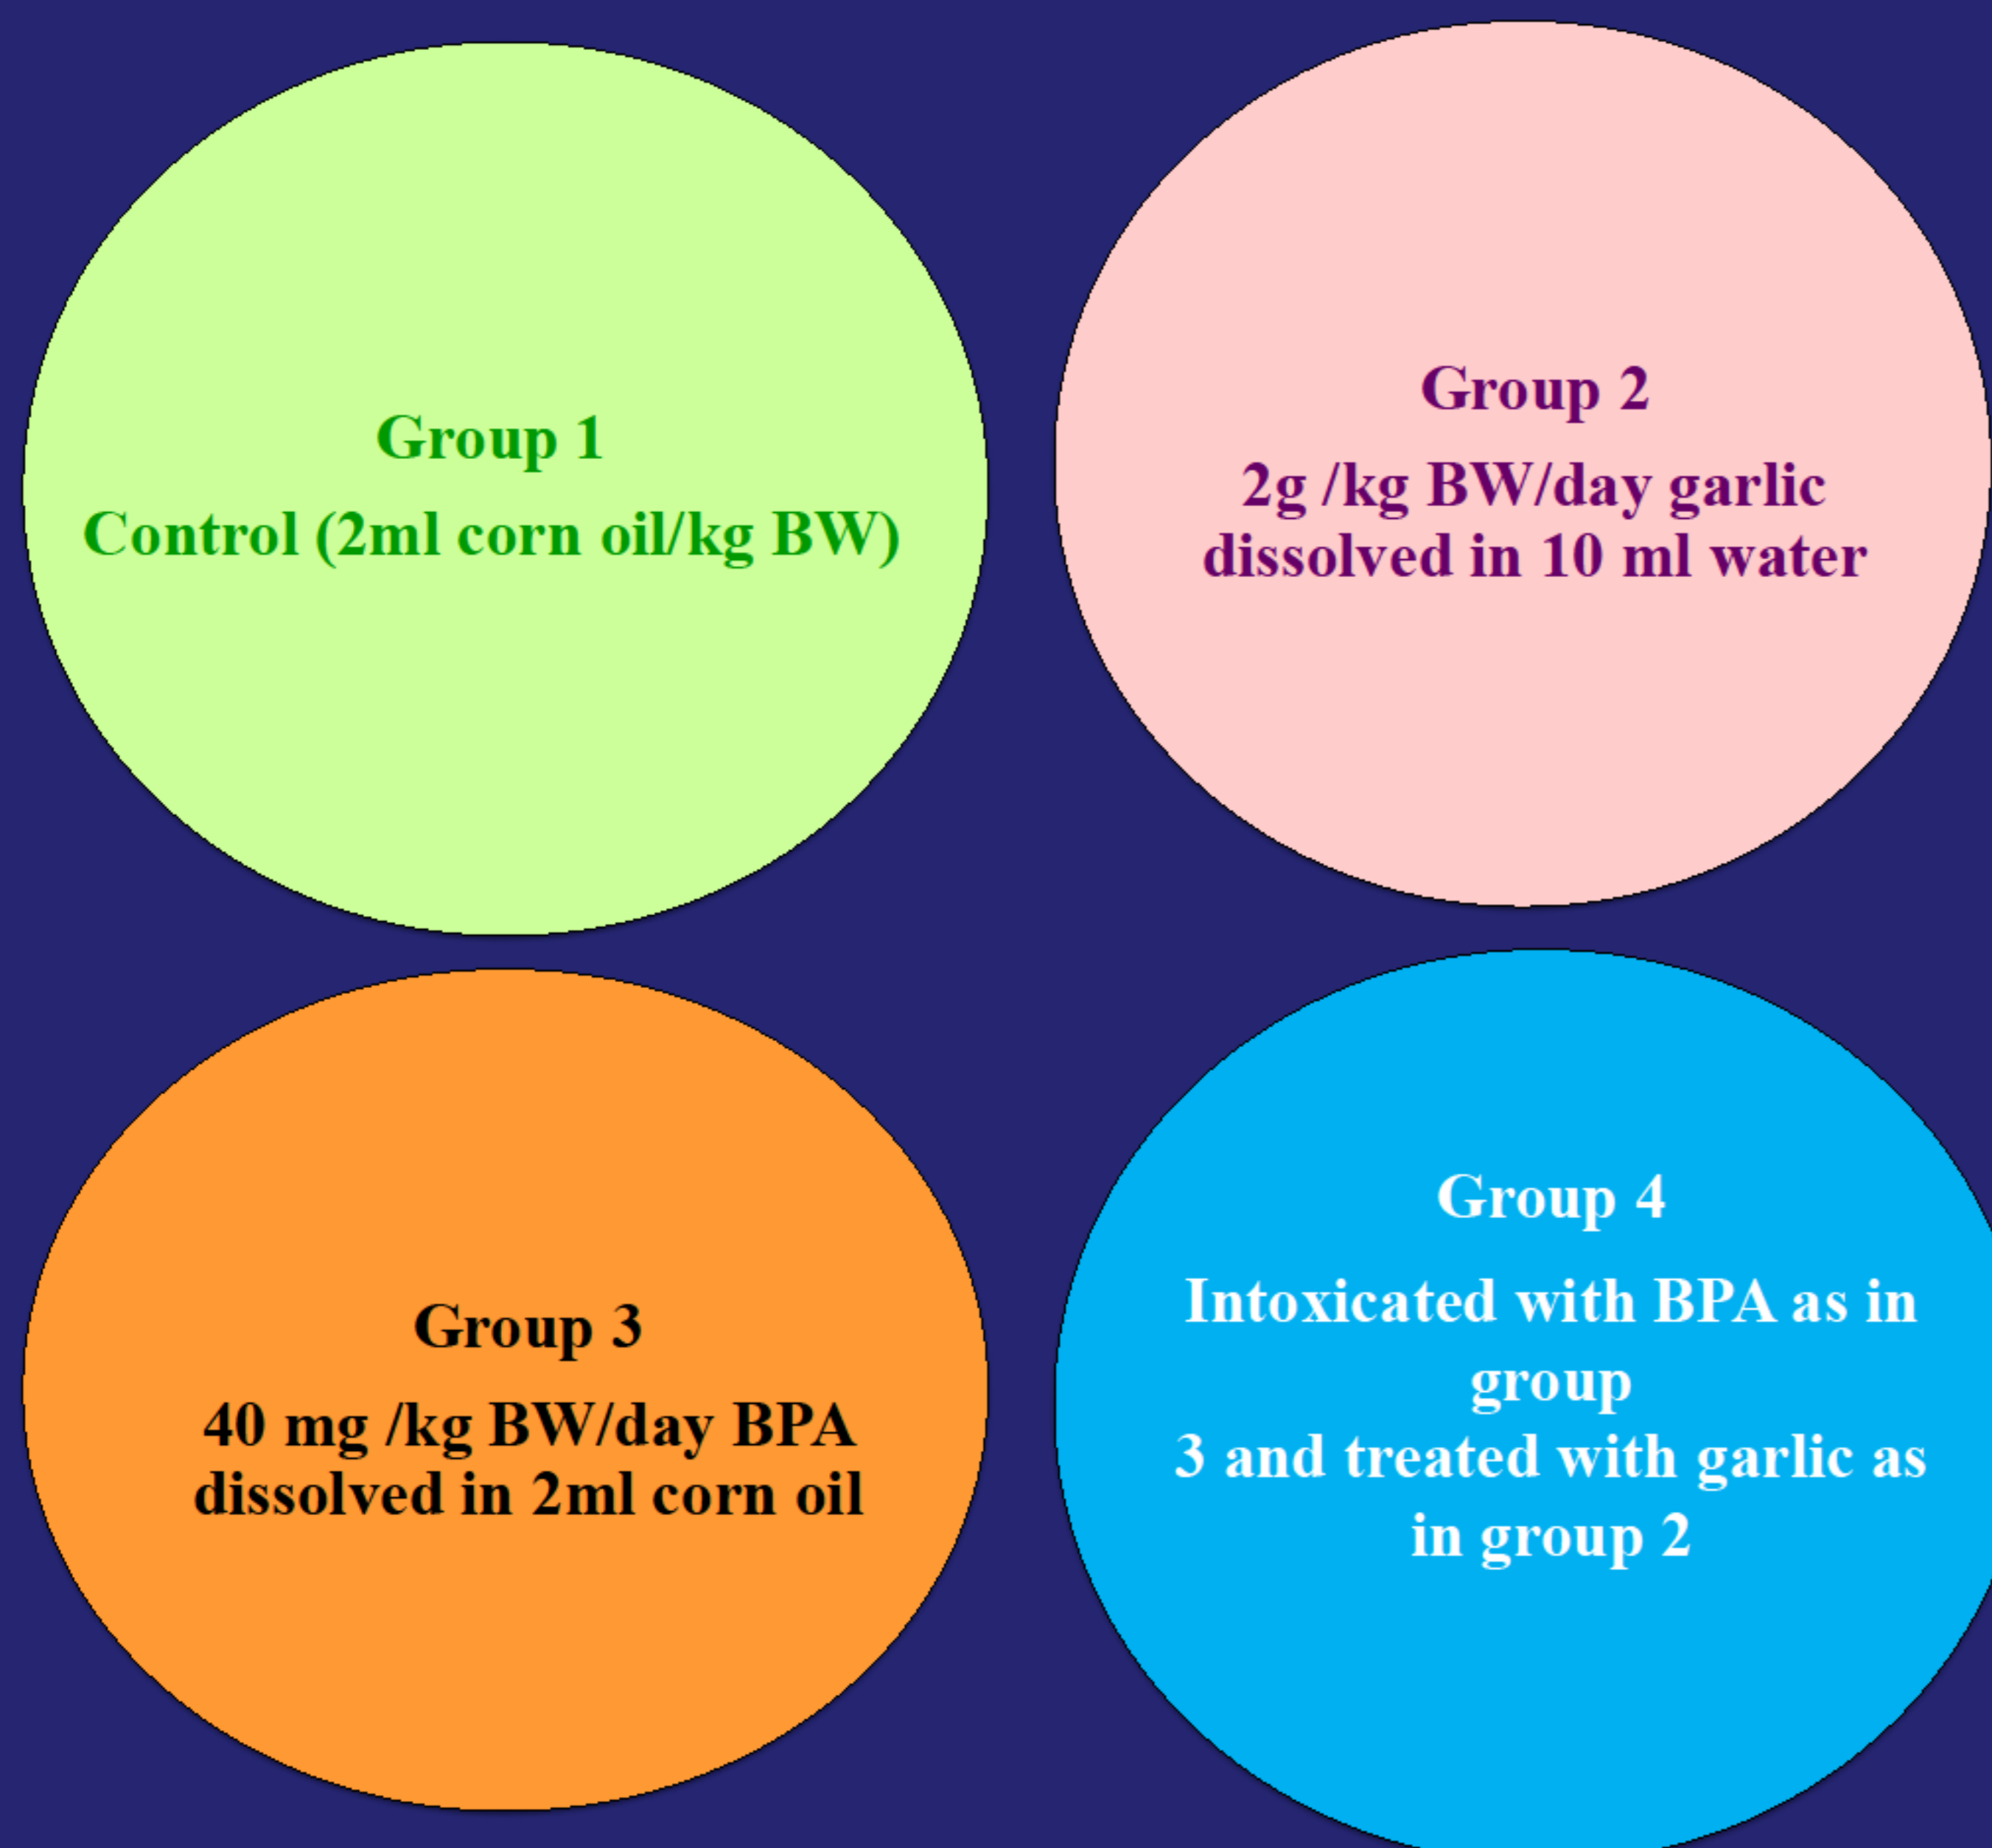 Group 1
Control (2ml corn oil/kg BW)
Group 2
2g /kg BW/day garlic
dissolved in 10 ml water
Group 3
40 mg /kg BW/day BPA
dissolved in 2ml corn oil
Group 4
Intoxicated with BPA as in
group
3 and treated with garlic as
in group 2